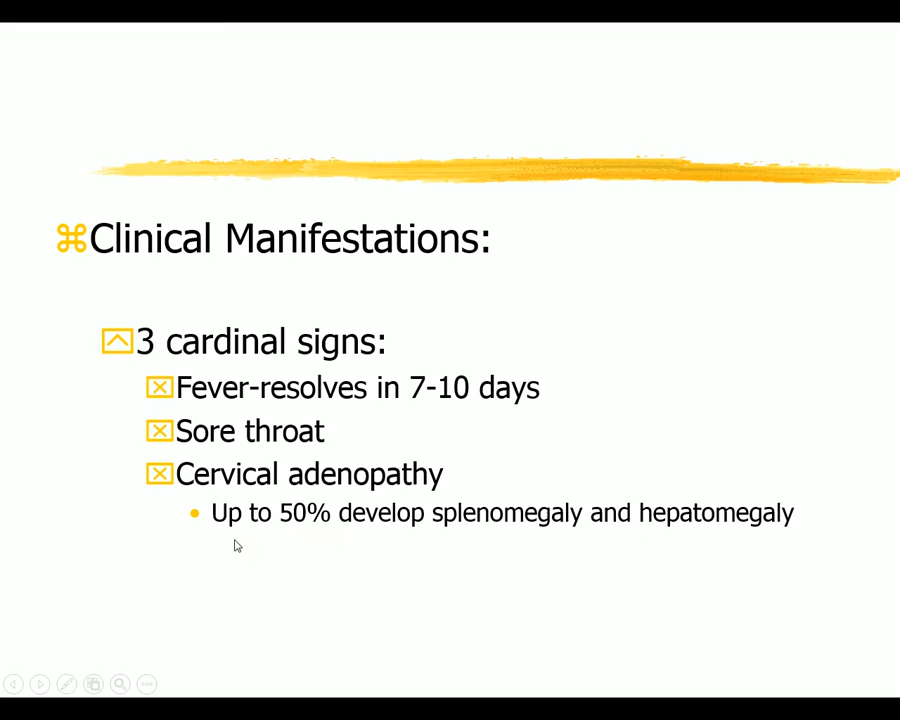 Clinical Manifestations:
3 cardinal signs:
Fever-resolves in 7-10 days
Sore throat
Cervical adenopathy
• Up to 50% develop splenomegaly and hepatomegaly